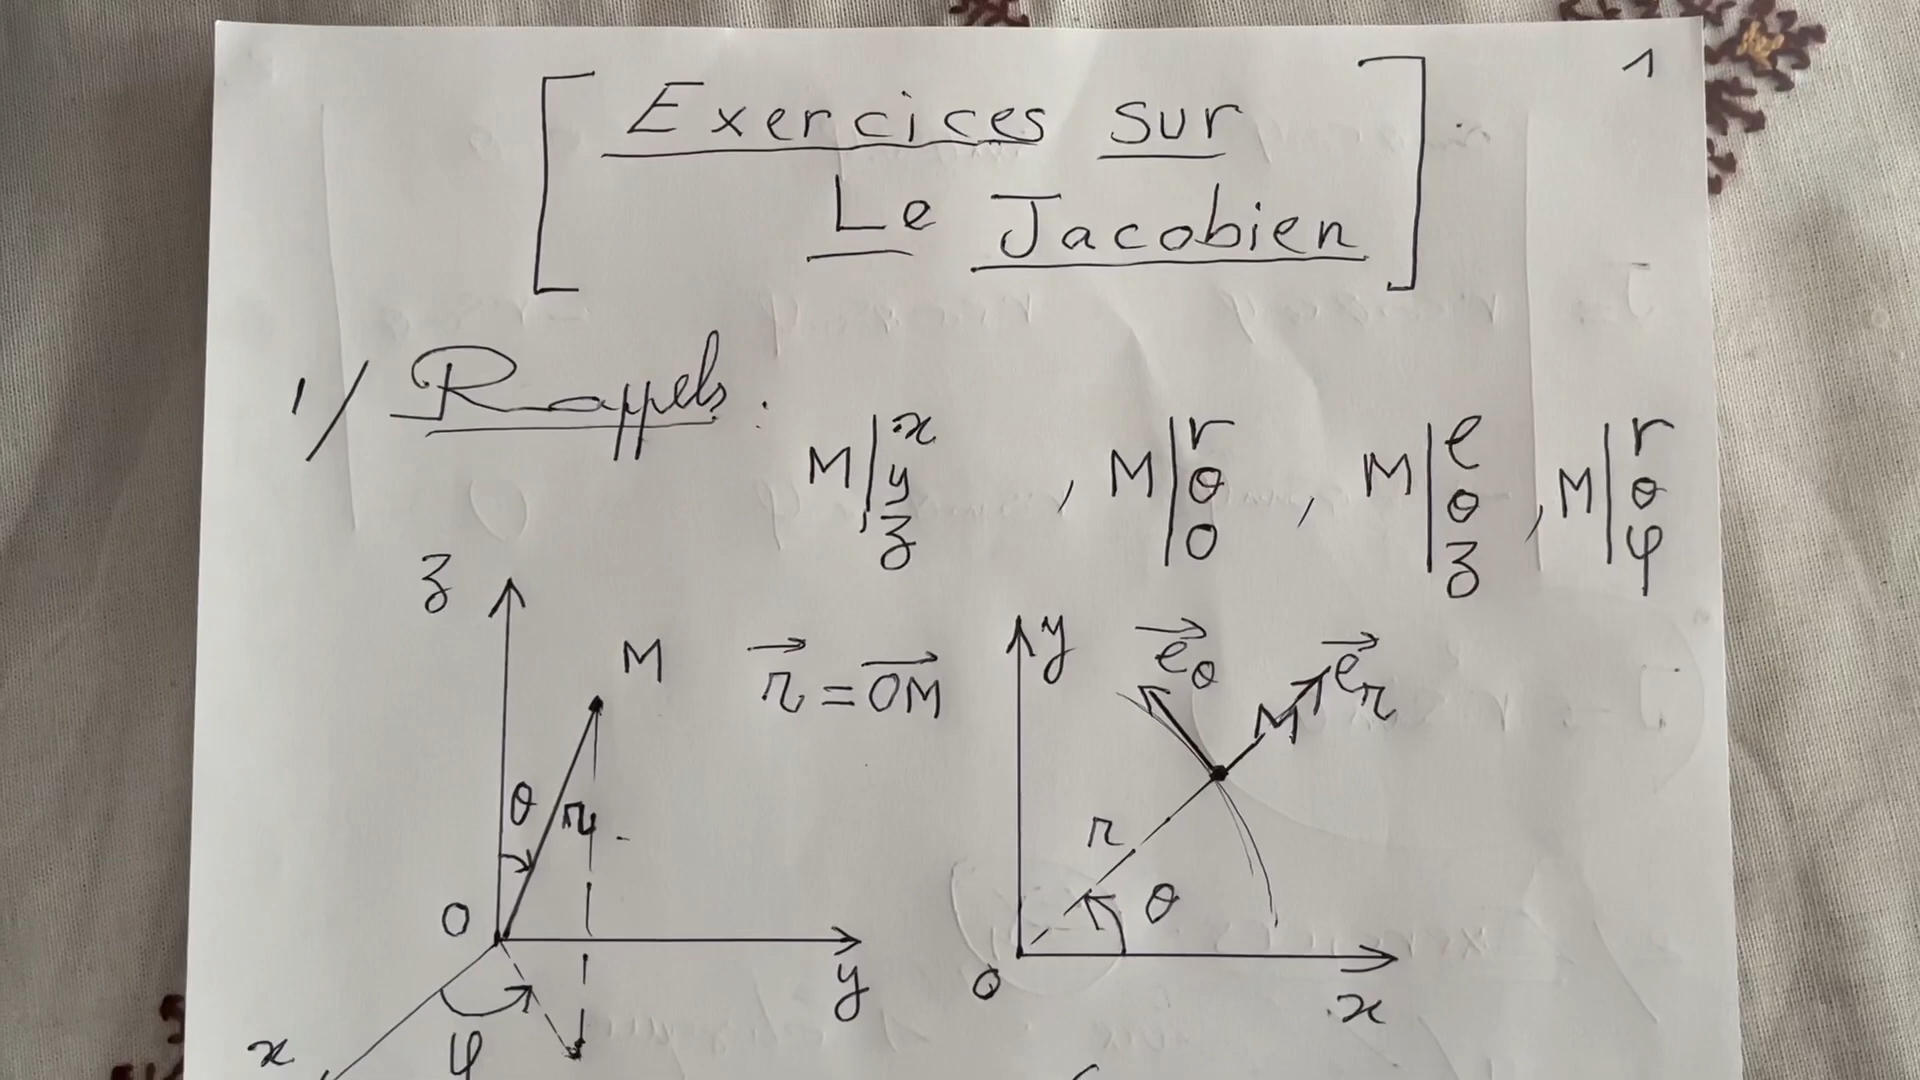 1
Exercices sur
Le Jacobien
1/ Rappels :
M | x y z , M | r θ 0 , M | ρ θ z , M | r θ φ
z
M
r⃗ = OM⃗
y
e⃗θ
M
e⃗r
θ
r
r
θ
O
y
O
x
x
φ